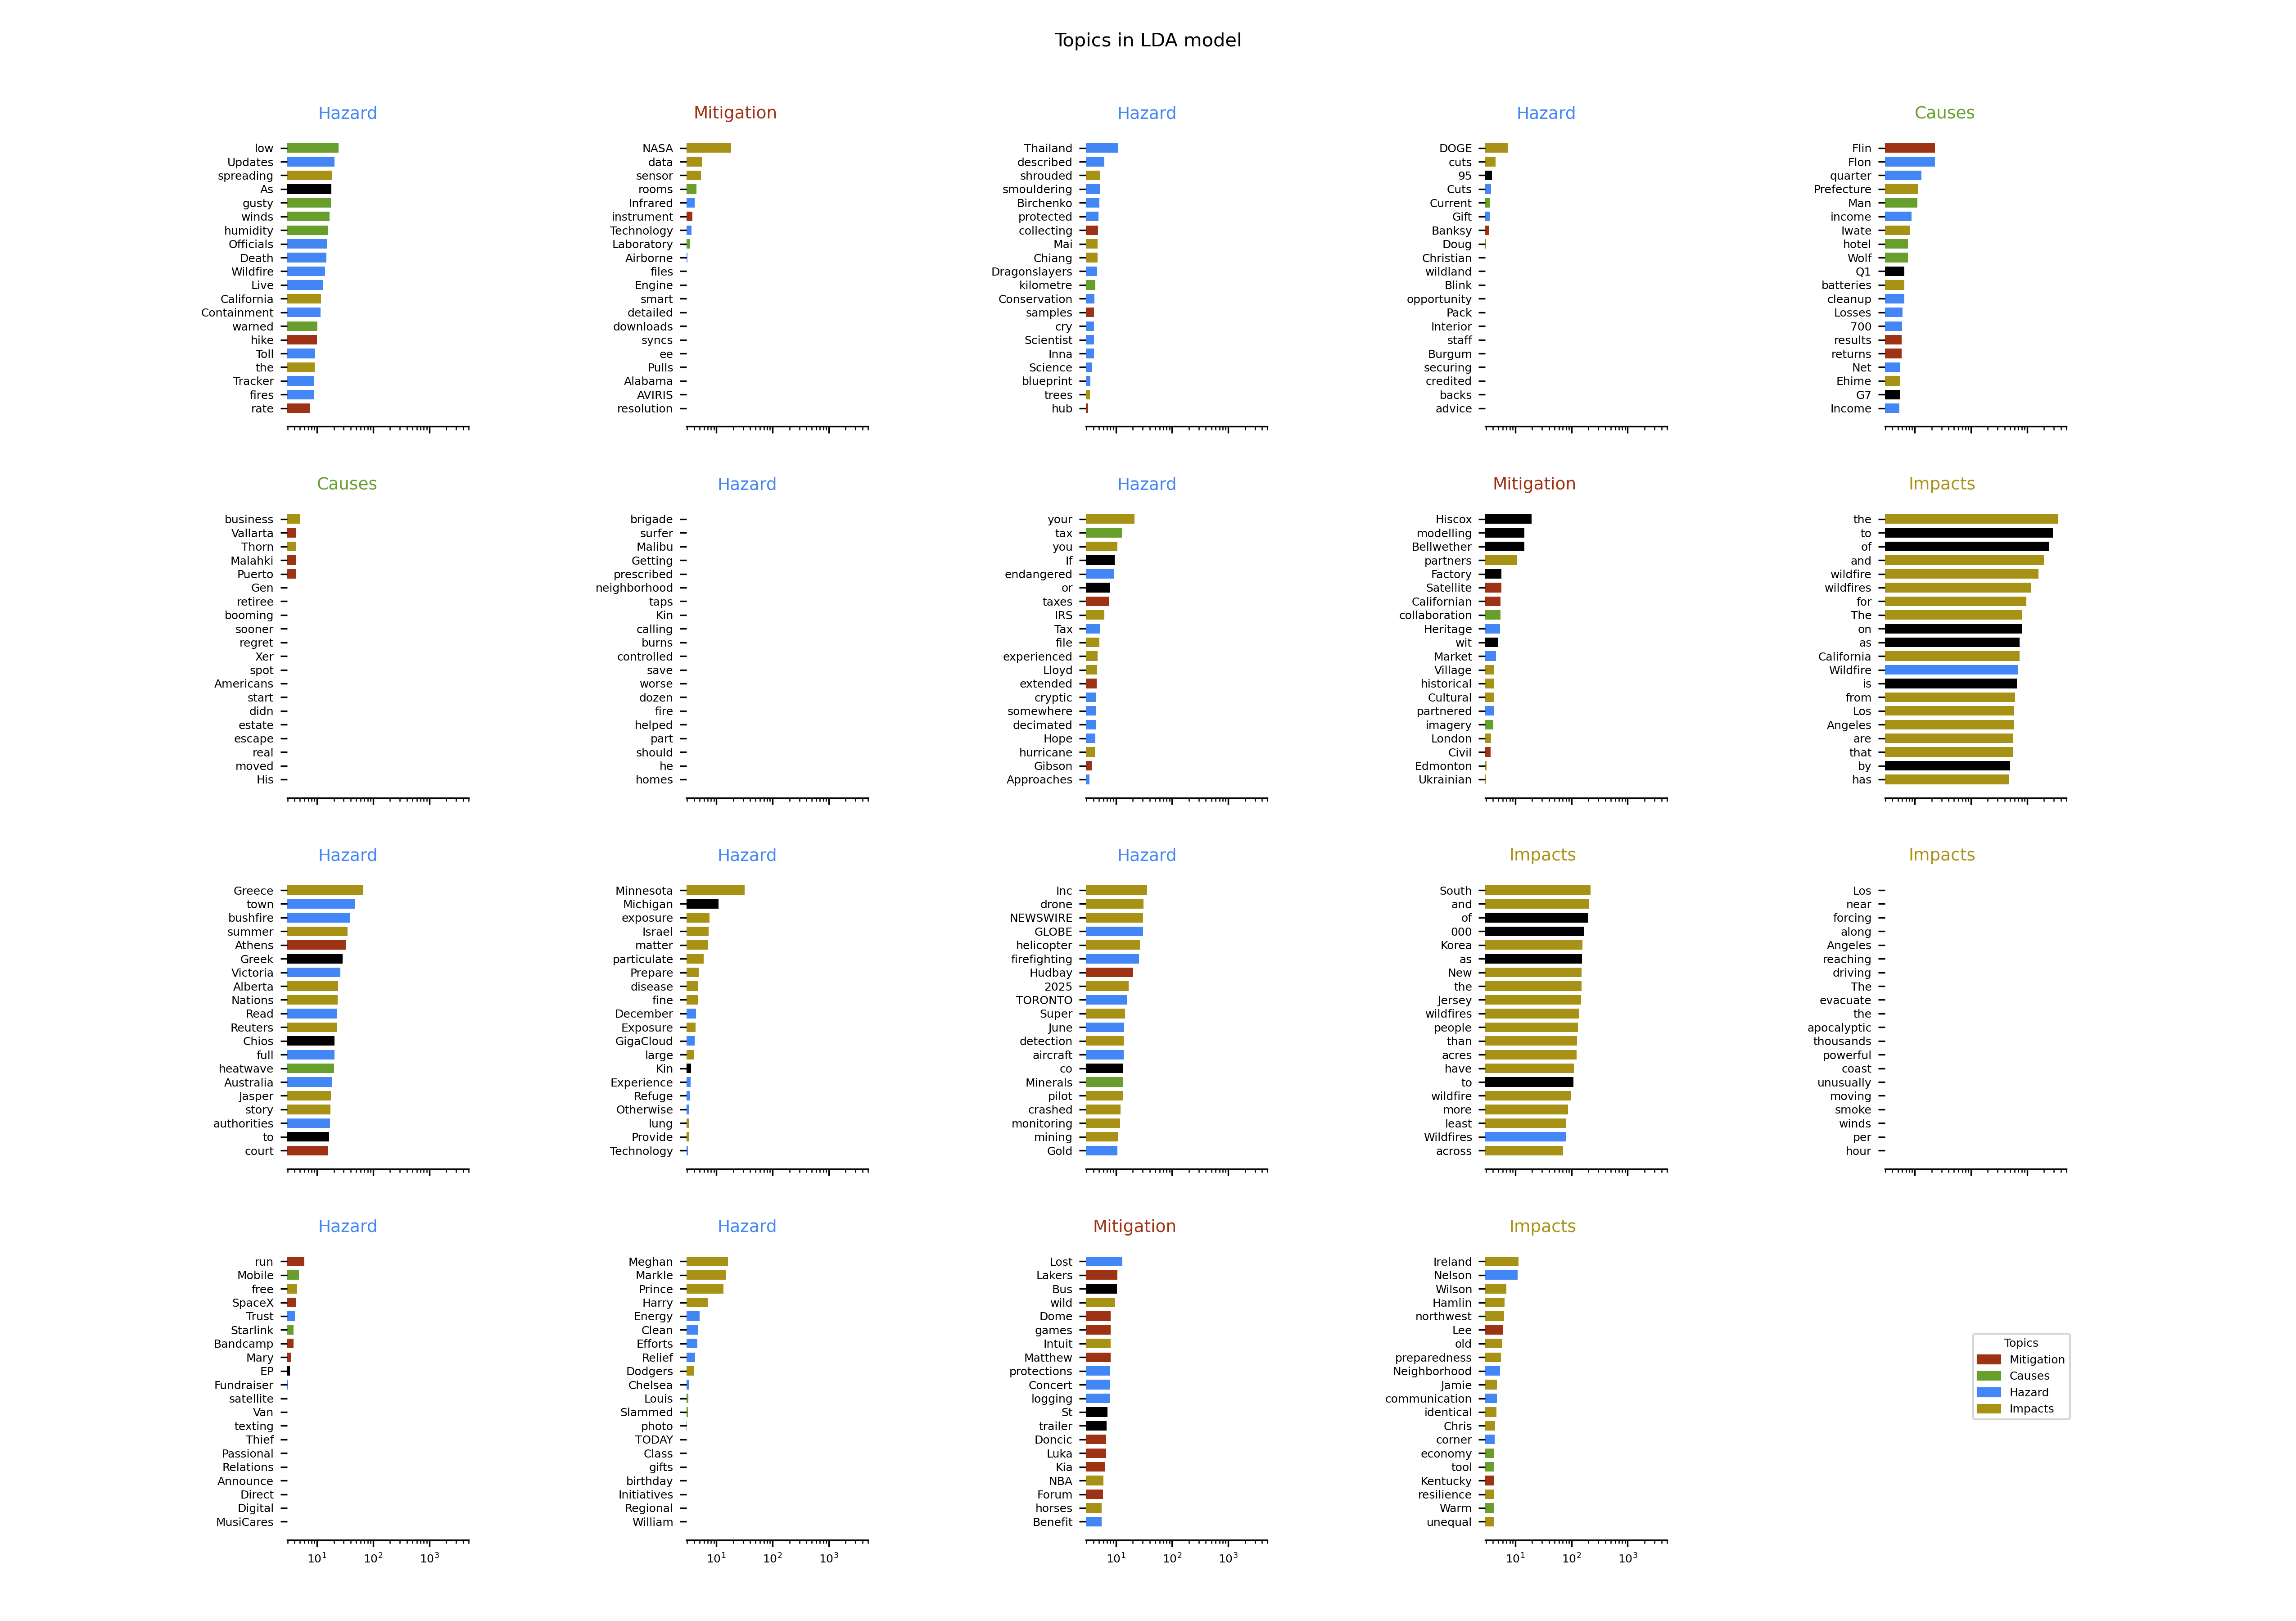 Topics in LDA model
Hazard
low
Updates
spreading
As
gusty
winds
humidity
Officials
Death
Wildfire
Live
California
Containment
warned
hike
Toll
the
Tracker
fires
rate
Mitigation
NASA
data
sensor
rooms
Infrared
instrument
Technology
Laboratory
Airborne
files
Engine
smart
detailed
downloads
syncs
ee
Pulls
Alabama
AVIRIS
resolution
Hazard
Thailand
described
shrouded
smouldering
Birchenko
protected
collecting
Mai
Chiang
Dragonslayers
kilometre
Conservation
samples
cry
Scientist
Inna
Science
blueprint
trees
hub
Hazard
DOGE
cuts
95
Cuts
Current
Gift
Banksy
Doug
Christian
wildland
Blink
opportunity
Pack
Interior
staff
Burgum
securing
credited
backs
advice
Causes
Flin
Flon
quarter
Prefecture
Man
income
Iwate
hotel
Wolf
Q1
batteries
cleanup
Losses
700
results
returns
Net
Ehime
G7
Income
Causes
business
Vallarta
Thorn
Malahki
Puerto
Gen
retiree
booming
sooner
regret
Xer
spot
Americans
start
didn
estate
escape
real
moved
His
Hazard
brigade
surfer
Malibu
Getting
prescribed
neighborhood
taps
Kin
calling
burns
controlled
save
worse
dozen
fire
helped
part
should
he
homes
Hazard
your
tax
you
If
endangered
or
taxes
IRS
Tax
file
experienced
Lloyd
extended
cryptic
somewhere
decimated
Hope
hurricane
Gibson
Approaches
Mitigation
Hiscox
modelling
Bellwether
partners
Factory
Satellite
Californian
collaboration
Heritage
wit
Market
Village
historical
Cultural
partnered
imagery
London
Civil
Edmonton
Ukrainian
Impacts
the
to
of
and
wildfire
wildfires
for
The
on
as
California
Wildfire
is
from
Los
Angeles
are
that
by
has
Hazard
Greece
town
bushfire
summer
Athens
Greek
Victoria
Alberta
Nations
Read
Reuters
Chios
full
heatwave
Australia
Jasper
story
authorities
to
court
Hazard
Minnesota
Michigan
exposure
Israel
matter
particulate
Prepare
disease
fine
December
Exposure
GigaCloud
large
Kin
Experience
Refuge
Otherwise
lung
Provide
Technology
Hazard
Inc
drone
NEWSWIRE
GLOBE
helicopter
firefighting
Hudbay
2025
TORONTO
Super
June
detection
aircraft
co
Minerals
pilot
crashed
monitoring
mining
Gold
Impacts
South
and
of
000
Korea
as
New
the
Jersey
wildfires
people
than
acres
have
to
wildfire
more
least
Wildfires
across
Impacts
Los
near
forcing
along
Angeles
reaching
driving
The
evacuate
the
apocalyptic
thousands
powerful
coast
unusually
moving
smoke
winds
per
hour
Hazard
run
Mobile
free
SpaceX
Trust
Starlink
Bandcamp
Mary
EP
Fundraiser
satellite
Van
texting
Thief
Passional
Relations
Announce
Direct
Digital
MusiCares
10¹ 10² 10³
Hazard
Meghan
Markle
Prince
Harry
Energy
Clean
Efforts
Relief
Dodgers
Chelsea
Louis
Slammed
photo
TODAY
Class
gifts
birthday
Initiatives
Regional
William
10¹ 10² 10³
Mitigation
Lost
Lakers
Bus
wild
Dome
games
Intuit
Matthew
protections
Concert
logging
St
trailer
Doncic
Luka
Kia
NBA
Forum
horses
Benefit
10¹ 10² 10³
Impacts
Ireland
Nelson
Wilson
Hamlin
northwest
Lee
old
preparedness
Neighborhood
Jamie
communication
identical
Chris
corner
economy
tool
Kentucky
resilience
Warm
unequal
10¹ 10² 10³
Topics
Mitigation
Causes
Hazard
Impacts